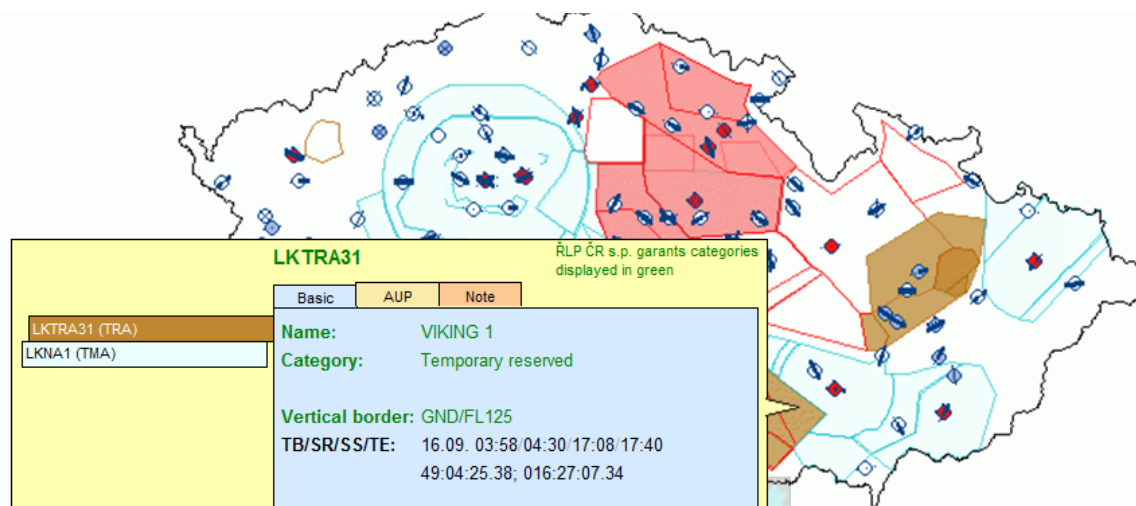 LKTRA31
ŘLP ČR s.p. garants categories
displayed in green
Basic AUP Note
LKTRA31 (TRA)
LKNA1 (TMA)
Name: VIKING 1
Category: Temporary reserved
Vertical border: GND/FL125
TB/SR/SS/TE: 16.09. 03:58/04:30/17:08/17:40
49:04:25.38; 016:27:07.34